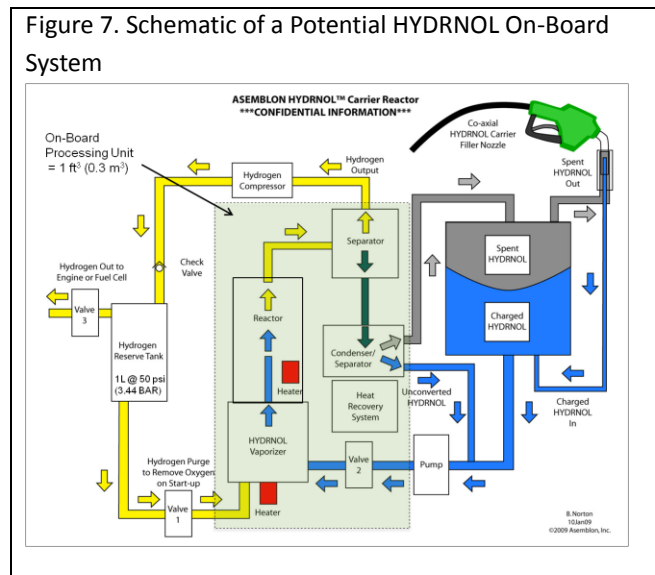 Figure 7. Schematic of a Potential HYDRNOL On-Board
System
ASEMBLON HYDRNOL™ Carrier Reactor
***CONFIDENTIAL INFORMATION***
On-Board
Processing Unit
= 1 ft³ (0.3 m³)
Co-axial
HYDRNOL Carrier
Filler Nozzle
Spent
HYDRNOL
Out
Hydrogen
Compressor
Hydrogen
Output
Separator
Spent
HYDRNOL
Check
Valve
Hydrogen Out to
Engine or Fuel Cell
Valve
3
Reactor
Charged
HYDRNOL
Hydrogen
Reserve Tank
1L @ 50 psi
(3.44 BAR)
Condenser/
Separator
Heater
Unconverted
HYDRNOL
Heat
Recovery
System
Charged
HYDRNOL
In
HYDRNOL
Vaporizer
Valve
2
Pump
Hydrogen Purge
to Remove Oxygen
on Start-up
Valve
1
Heater
B. Norton
10Jan09
©2009 Asemblon, Inc.